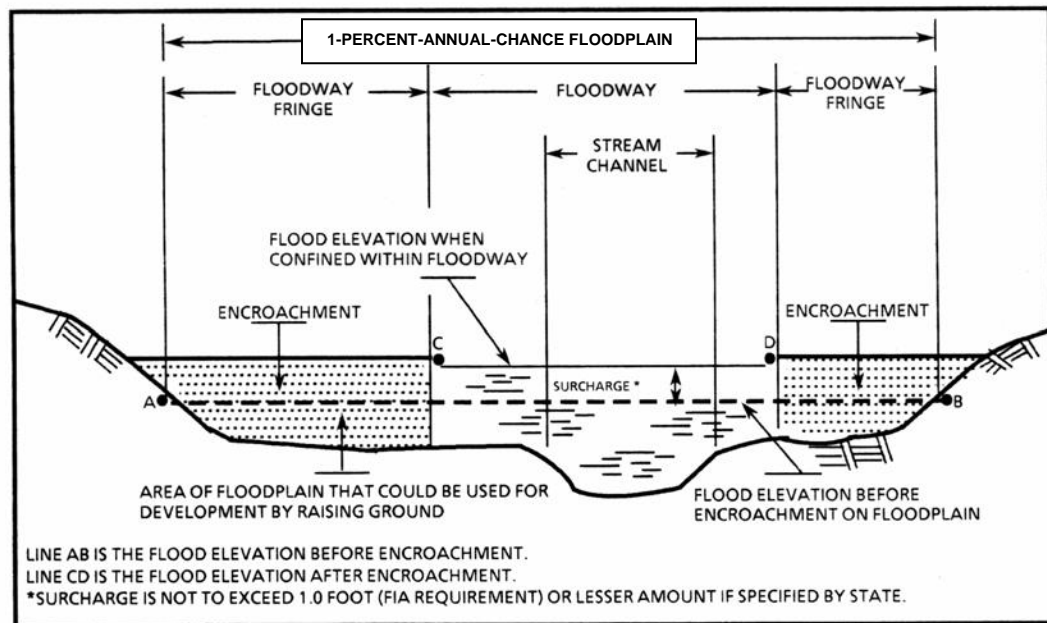 1-PERCENT-ANNUAL-CHANCE FLOODPLAIN
FLOODWAY
FRINGE
FLOODWAY
FLOODWAY
FRINGE
STREAM
CHANNEL
FLOOD ELEVATION WHEN
CONFINED WITHIN FLOODWAY
ENCROACHMENT
ENCROACHMENT
C
D
SURCHARGE *
A
B
AREA OF FLOODPLAIN THAT COULD BE USED FOR
DEVELOPMENT BY RAISING GROUND
FLOOD ELEVATION BEFORE
ENCROACHMENT ON FLOODPLAIN
LINE AB IS THE FLOOD ELEVATION BEFORE ENCROACHMENT.
LINE CD IS THE FLOOD ELEVATION AFTER ENCROACHMENT.
*SURCHARGE IS NOT TO EXCEED 1.0 FOOT (FIA REQUIREMENT) OR LESSER AMOUNT IF SPECIFIED BY STATE.